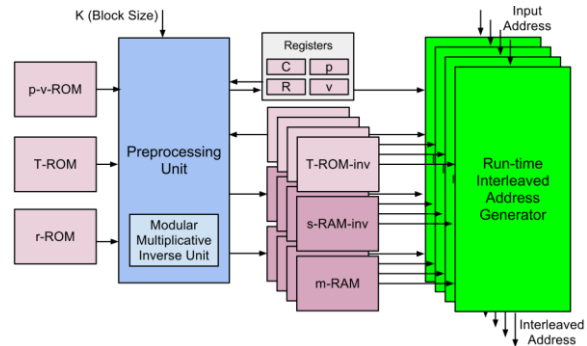 K (Block Size)
Input
Address
Registers
C
p
R
v
p-v-ROM
T-ROM
r-ROM
Preprocessing
Unit
Modular
Multiplicative
Inverse Unit
T-ROM-inv
s-RAM-inv
m-RAM
Run-time
Interleaved
Address
Generator
Interleaved
Address